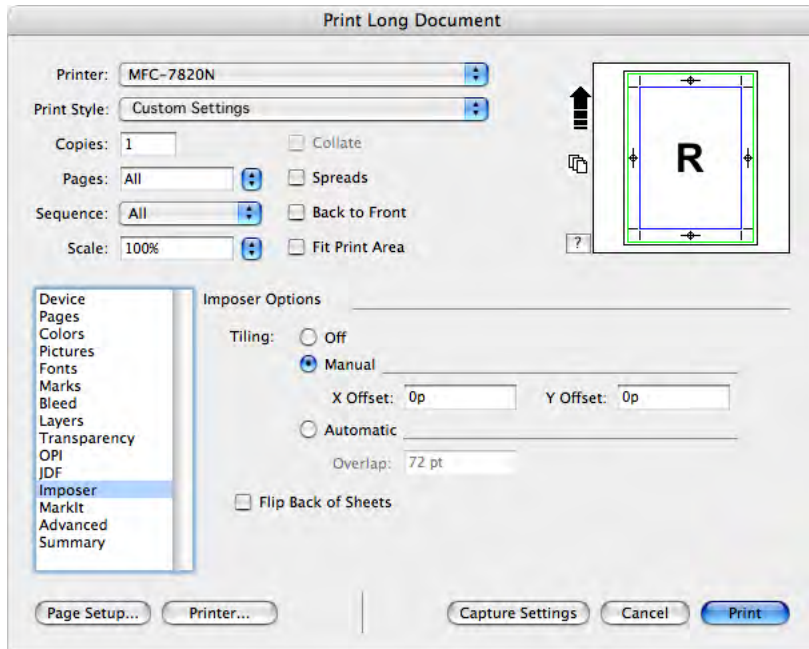 Print Long Document
Printer: MFC-7820N
Print Style: Custom Settings
Copies: 1 Collate
Pages: All Spreads
Sequence: All Back to Front
Scale: 100% Fit Print Area
R
?
Device
Pages
Colors
Pictures
Fonts
Marks
Bleed
Layers
Transparency
OPI
JDF
Imposer
MarkIt
Advanced
Summary
Imposer Options
Tiling: Off
Manual
X Offset: 0p Y Offset: 0p
Automatic
Overlap: 72 pt
Flip Back of Sheets
Page Setup... Printer... Capture Settings Cancel Print